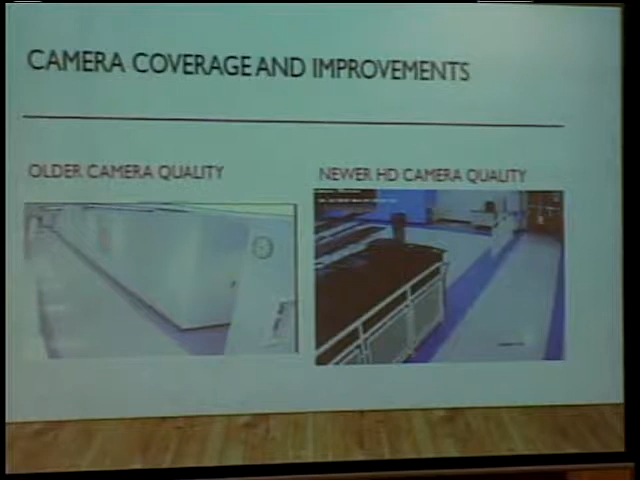 CAMERA COVERAGE AND IMPROVEMENTS
OLDER CAMERA QUALITY
NEWER HD CAMERA QUALITY